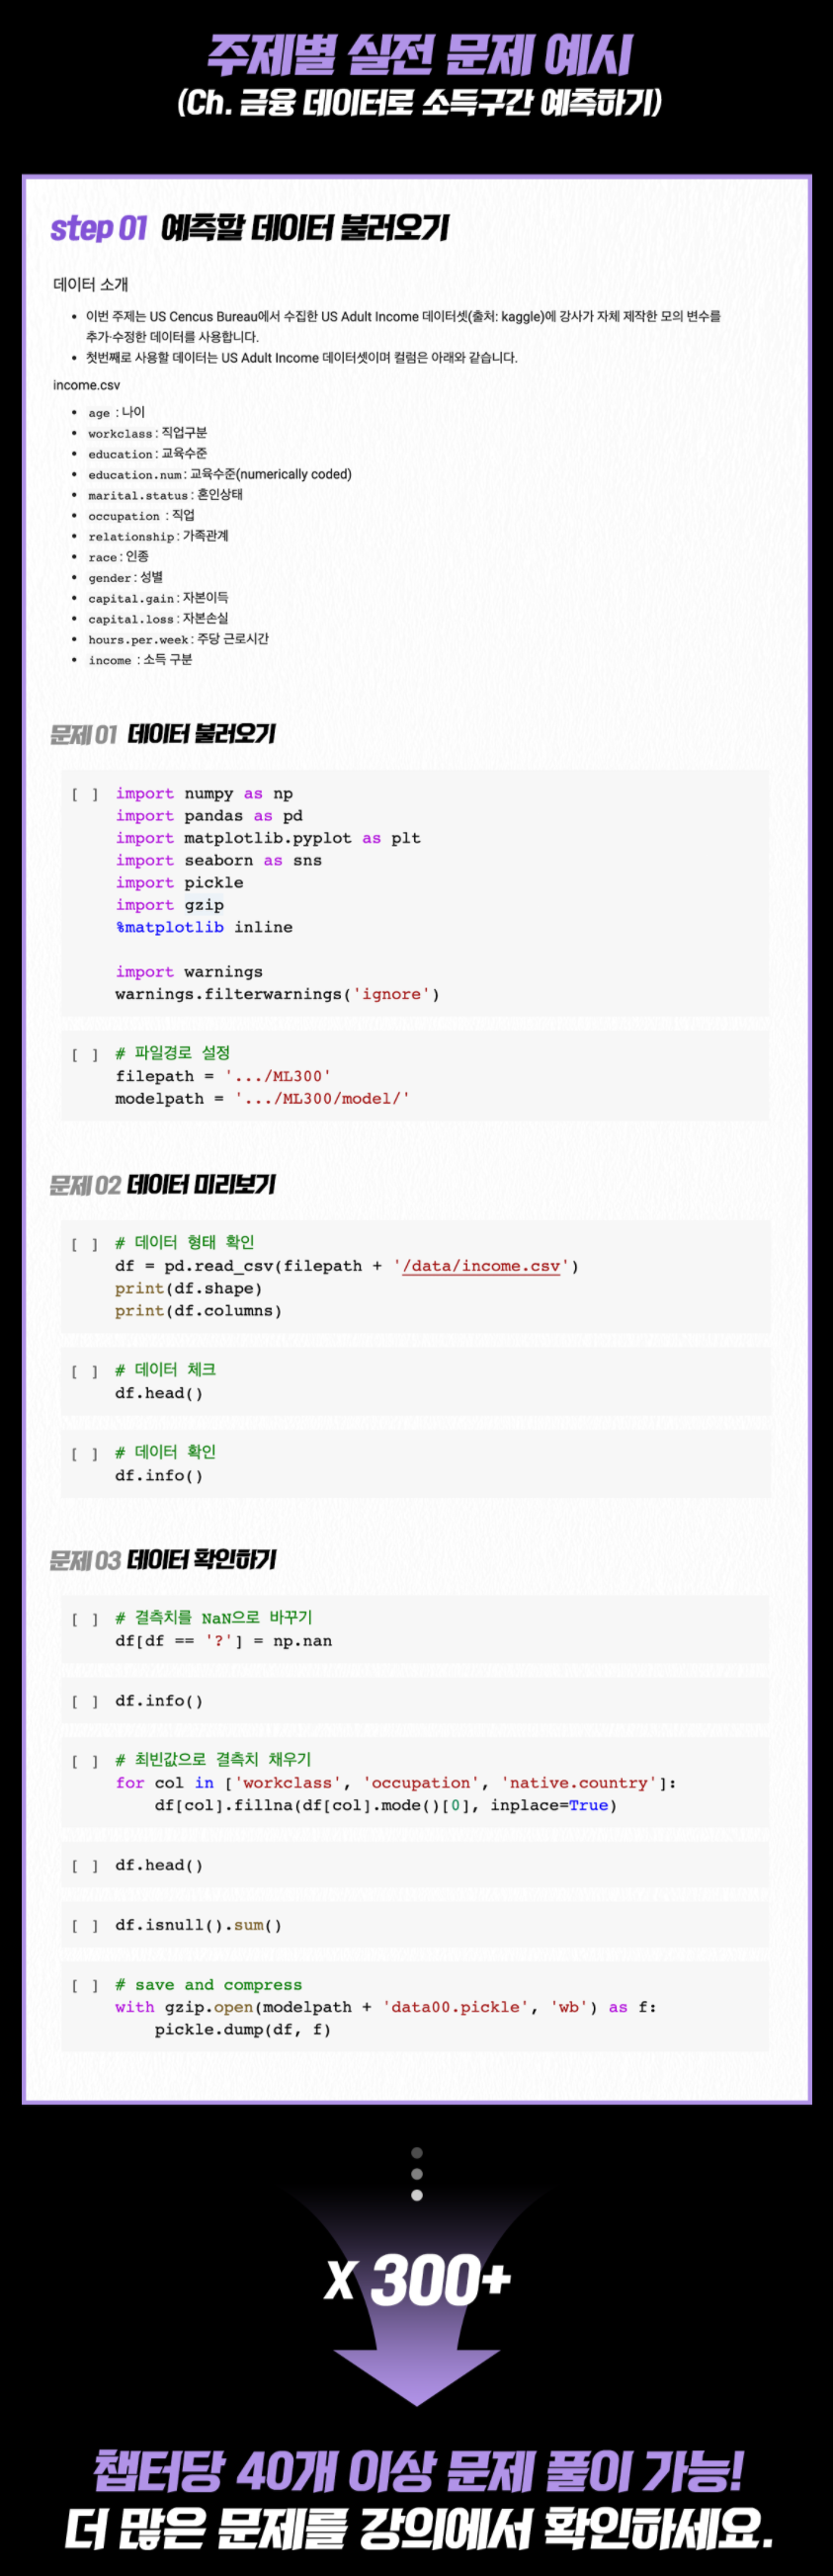 주제별 실전 문제 예시
(Ch. 금융 데이터로 소득구간 예측하기)
step 01 예측할 데이터 불러오기
데이터 소개
• 이번 주제는 US Cencus Bureau에서 수집한 US Adult Income 데이터셋(출처: kaggle)에 강사가 자체 제작한 모의 변수를
추가·수정한 데이터를 사용합니다.
• 첫번째로 사용할 데이터는 US Adult Income 데이터셋이며 컬럼은 아래와 같습니다.
income.csv
• age : 나이
• workclass : 직업구분
• education : 교육수준
• education.num : 교육수준(numerically coded)
• marital.status : 혼인상태
• occupation : 직업
• relationship : 가족관계
• race : 인종
• gender : 성별
• capital.gain : 자본이득
• capital.loss : 자본손실
• hours.per.week : 주당 근로시간
• income : 소득 구분
문제 01 데이터 불러오기
[ ] import numpy as np
import pandas as pd
import matplotlib.pyplot as plt
import seaborn as sns
import pickle
import gzip
%matplotlib inline
import warnings
warnings.filterwarnings('ignore')
[ ] # 파일경로 설정
filepath = '.../ML300'
modelpath = '.../ML300/model/'
문제 02 데이터 미리보기
[ ] # 데이터 형태 확인
df = pd.read_csv(filepath + '/data/income.csv')
print(df.shape)
print(df.columns)
[ ] # 데이터 체크
df.head()
[ ] # 데이터 확인
df.info()
문제 03 데이터 확인하기
[ ] # 결측치를 NaN으로 바꾸기
df[df == '?'] = np.nan
[ ] df.info()
[ ] # 최빈값으로 결측치 채우기
for col in ['workclass', 'occupation', 'native.country']:
df[col].fillna(df[col].mode()[0], inplace=True)
[ ] df.head()
[ ] df.isnull().sum()
[ ] # save and compress
with gzip.open(modelpath + 'data00.pickle', 'wb') as f:
pickle.dump(df, f)
x 300+
챕터당 40개 이상 문제 풀이 가능!
더 많은 문제를 강의에서 확인하세요.